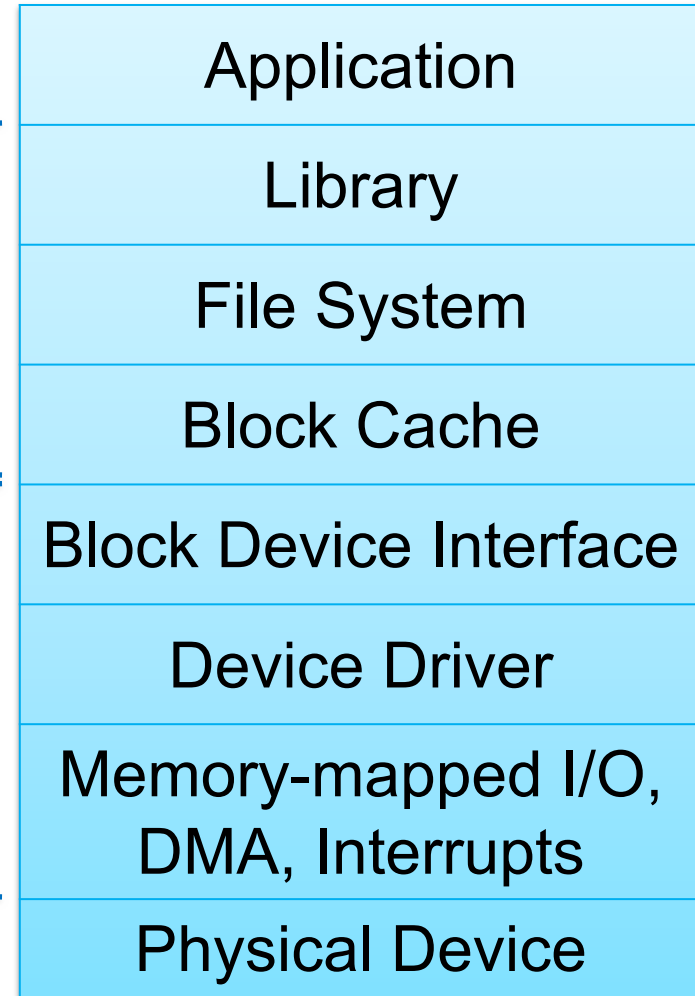 Application
Library
File System
Block Cache
Block Device Interface
Device Driver
Memory-mapped I/O,
DMA, Interrupts
Physical Device